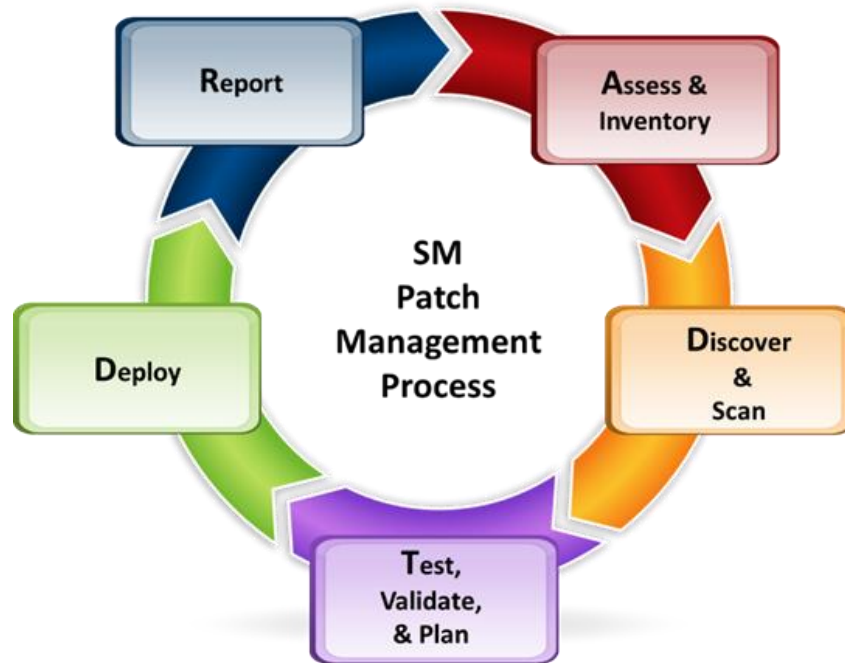 Report
Assess &
Inventory
SM
Patch
Management
Process
Discover
&
Scan
Deploy
Test,
Validate,
& Plan